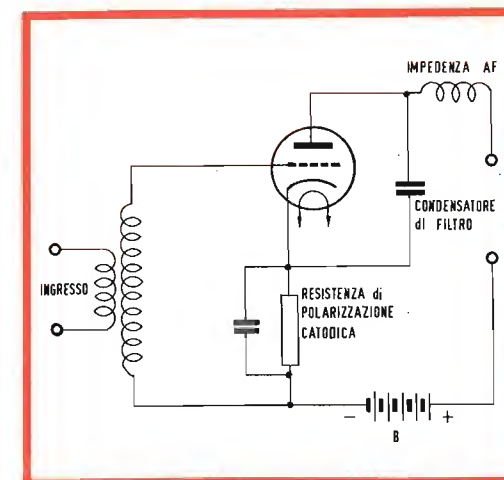 IMPEDENZA AF
CONDENSATORE
di FILTRO
INGRESSO
RESISTENZA di
POLARIZZAZIONE
CATODICA
− +
B